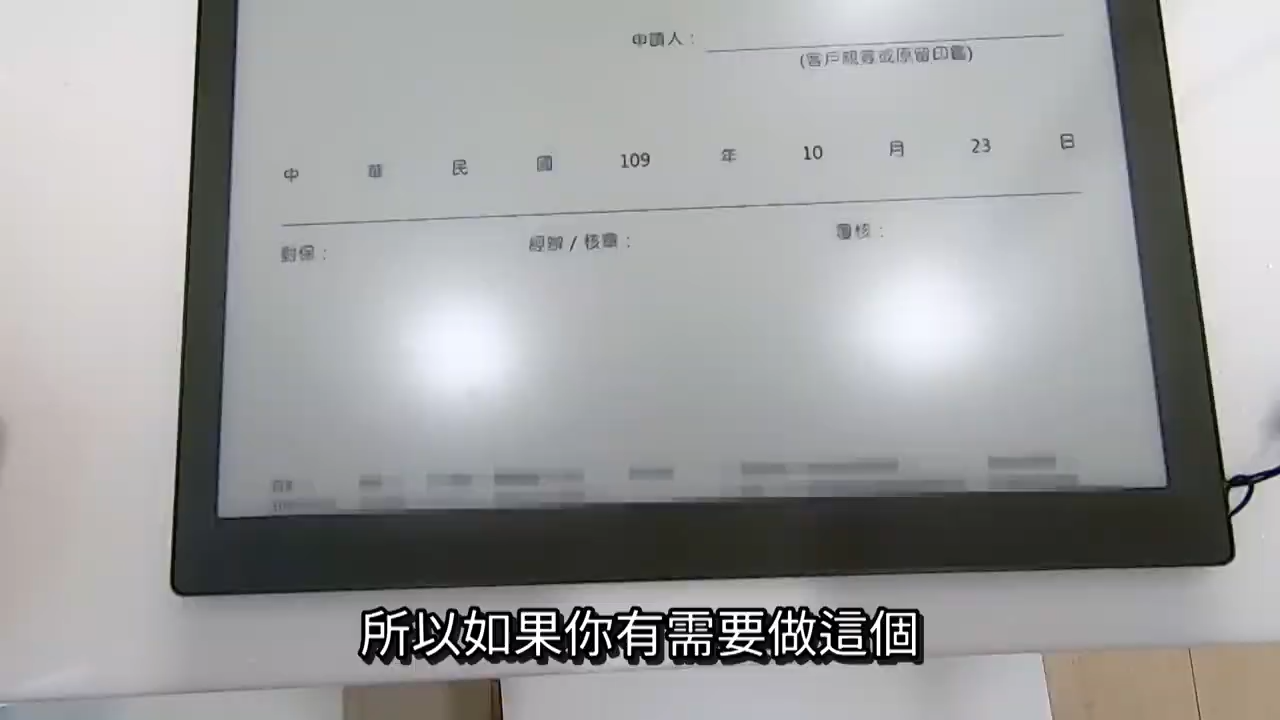 申請人：
(客戶親簽或原留印鑑)
中 華 民 國 109 年 10 月 23 日
對保： 經辦 / 核章： 覆核：
所以如果你有需要做這個